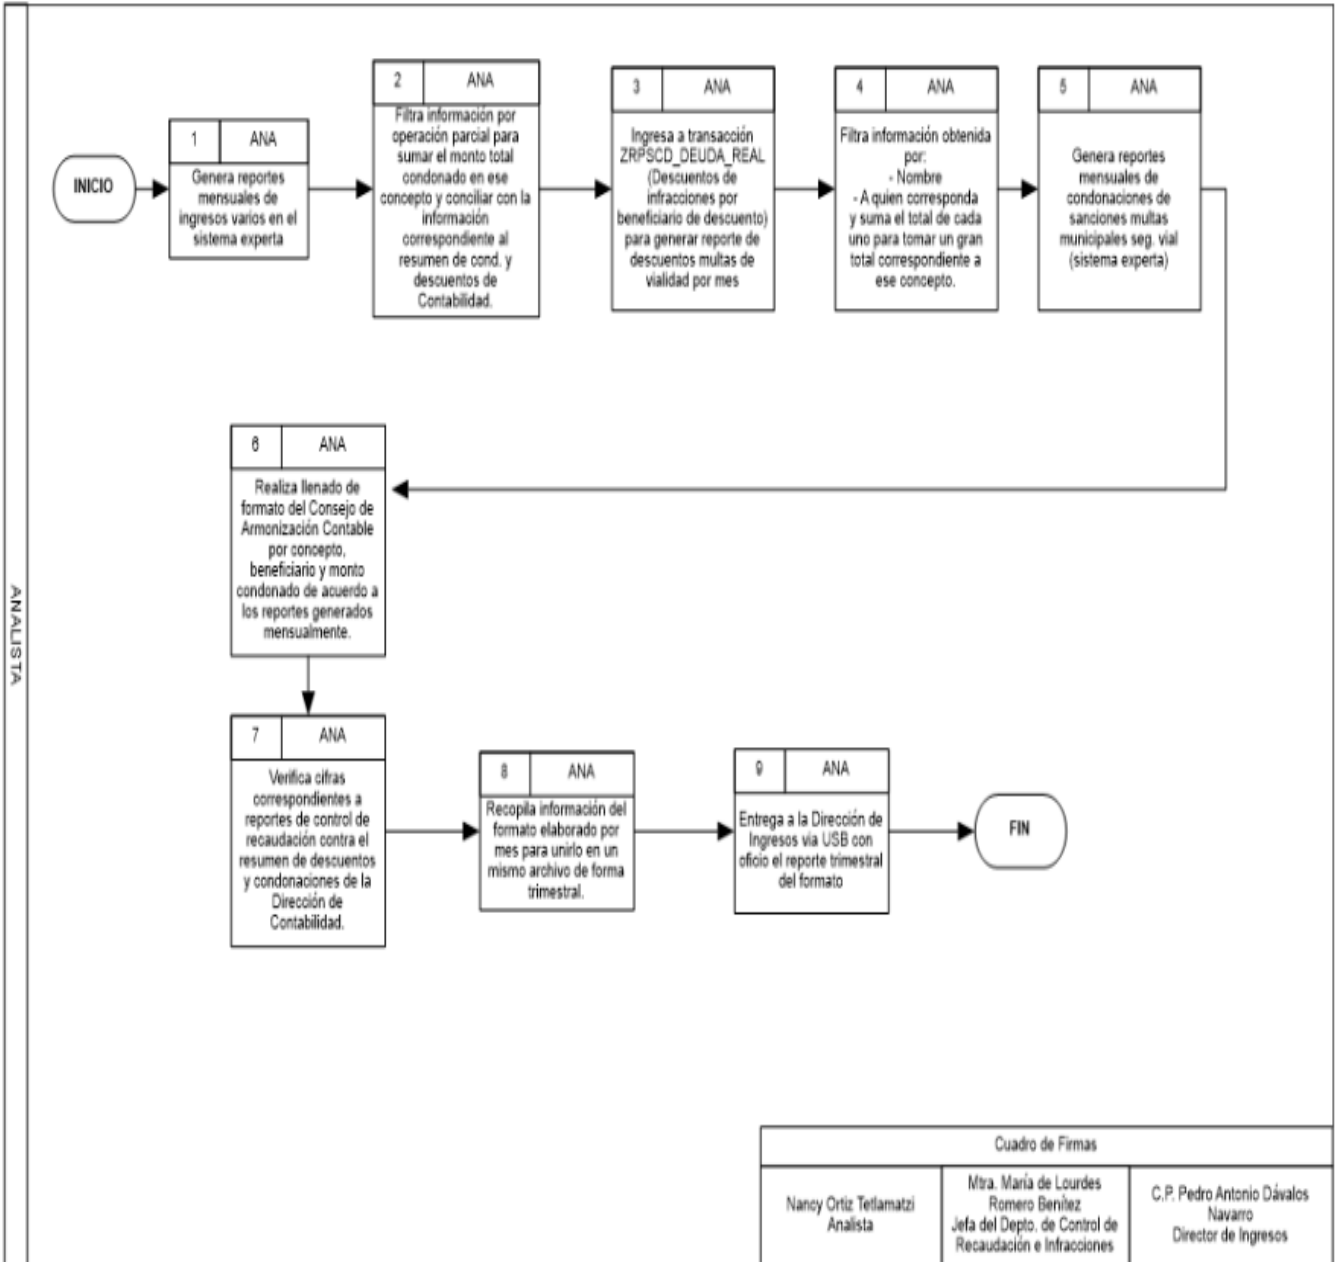 INICIO
1 ANA
Genera reportes
mensuales de
ingresos varios en el
sistema experta
2 ANA
Filtra información por
operación parcial para
sumar el monto total
condonado en ese
concepto y conciliar con la
información
correspondiente al
resumen de cond. y
descuentos de
Contabilidad.
3 ANA
Ingresa a transacción
ZRPSCD_DEUDA_REAL
(Descuentos de
infracciones por
beneficiario de descuento)
para generar reporte de
descuentos multas de
vialidad por mes
4 ANA
Filtra información obtenida
por:
- Nombre
- A quien corresponda
y suma el total de cada
uno para tomar un gran
total correspondiente a
ese concepto.
5 ANA
Genera reportes
mensuales de
condonaciones de
sanciones multas
municipales seg. vial
(sistema experta)
6 ANA
Realiza llenado de
formato del Consejo de
Armonización Contable
por concepto,
beneficiario y monto
condonado de acuerdo a
los reportes generados
mensualmente.
ANALISTA
7 ANA
Verifica cifras
correspondientes a
reportes de control de
recaudación contra el
resumen de descuentos
y condonaciones de la
Dirección de
Contabilidad.
8 ANA
Recopila información del
formato elaborado por
mes para unirlo en un
mismo archivo de forma
trimestral.
9 ANA
Entrega a la Dirección de
Ingresos via USB con
oficio el reporte trimestral
del formato
FIN
Cuadro de Firmas
Nancy Ortiz Tetlamatzi
Analista
Mtra. María de Lourdes
Romero Benítez
Jefa del Depto. de Control de
Recaudación e Infracciones
C.P. Pedro Antonio Dávalos
Navarro
Director de Ingresos